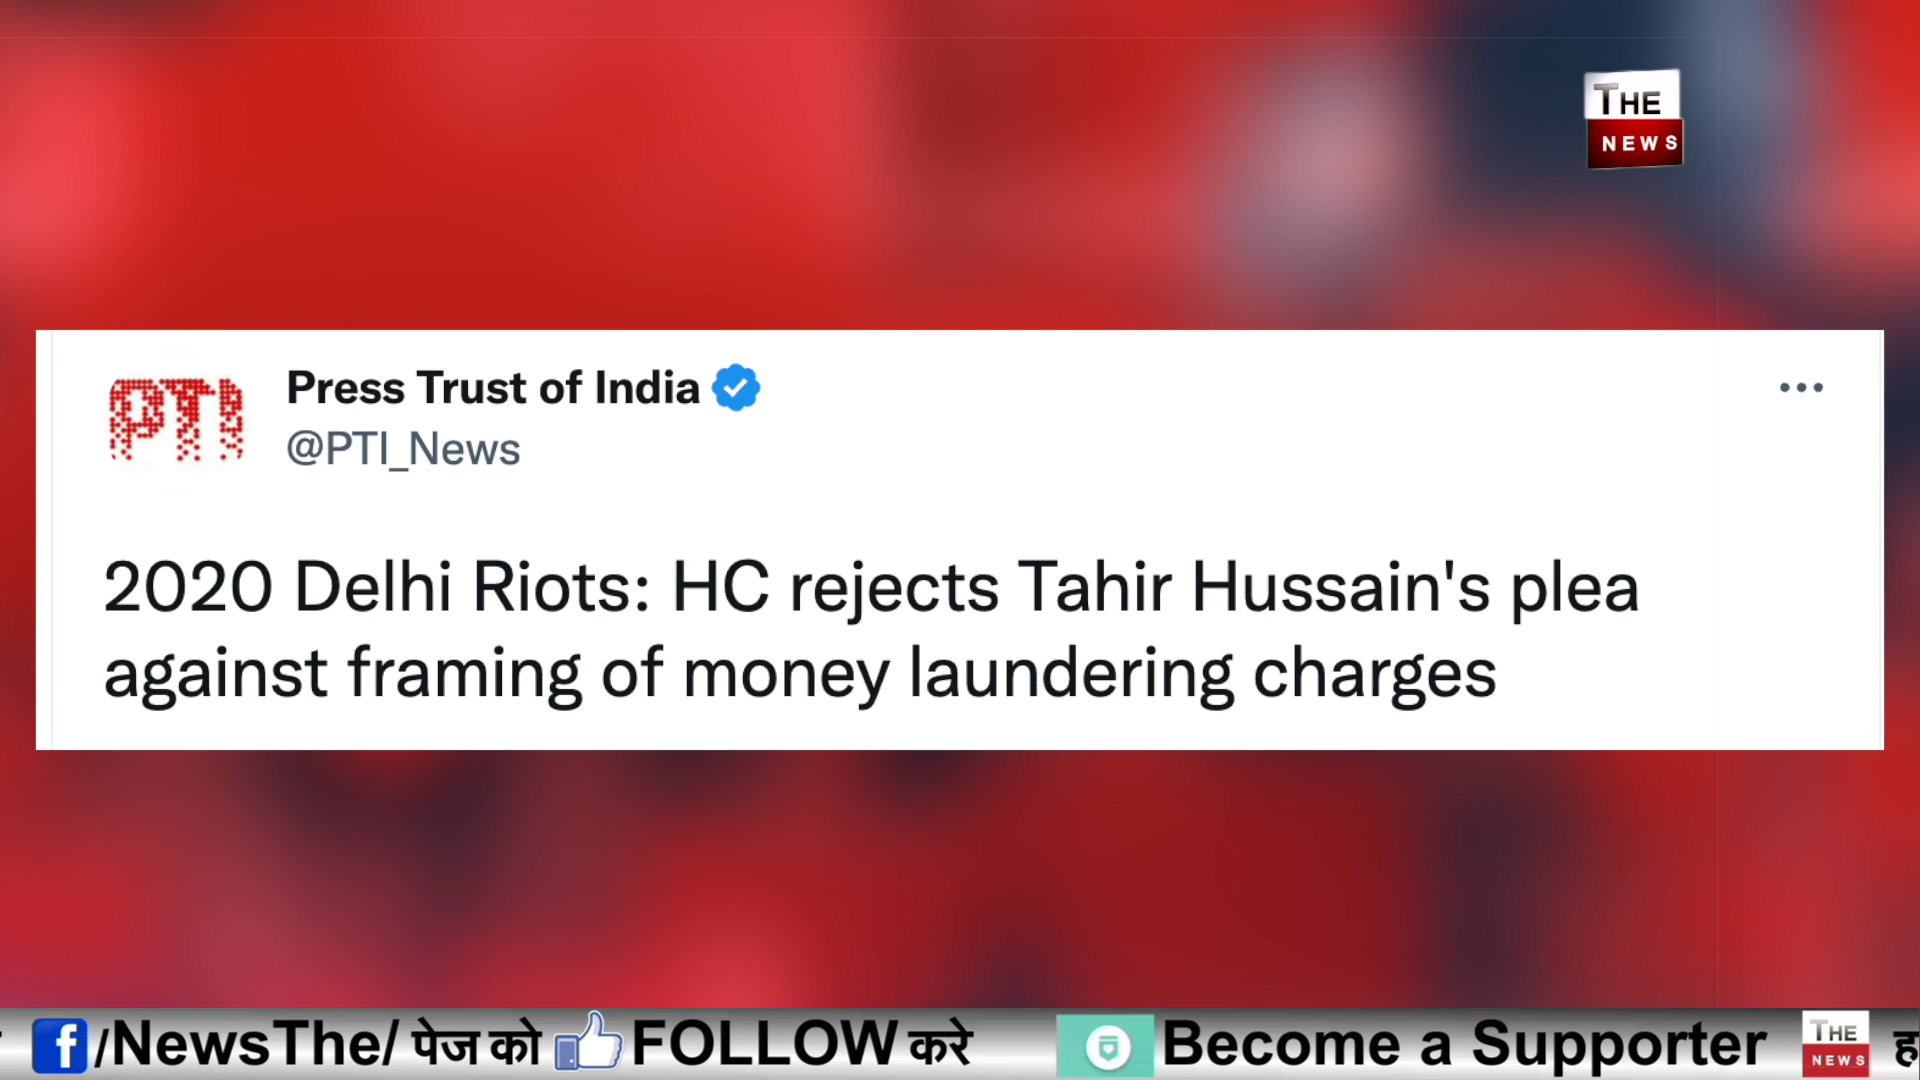 THE
NEWS
PTI
Press Trust of India
@PTI_News
2020 Delhi Riots: HC rejects Tahir Hussain's plea
against framing of money laundering charges
/NewsThe/ पेज को FOLLOW करे Become a Supporter THE NEWS